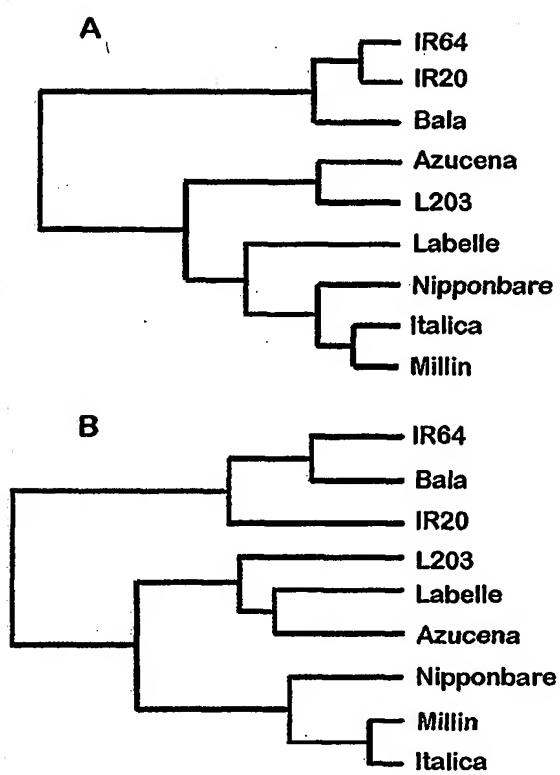 A
IR64
IR20
Bala
Azucena
L203
Labelle
Nipponbare
Italica
Millin
B
IR64
Bala
IR20
L203
Labelle
Azucena
Nipponbare
Millin
Italica